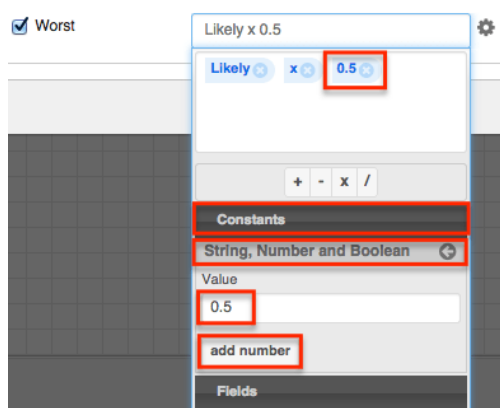 Worst
Likely x 0.5
Likely x 0.5
+ - x /
Constants
String, Number and Boolean
Value
0.5
add number
Fields